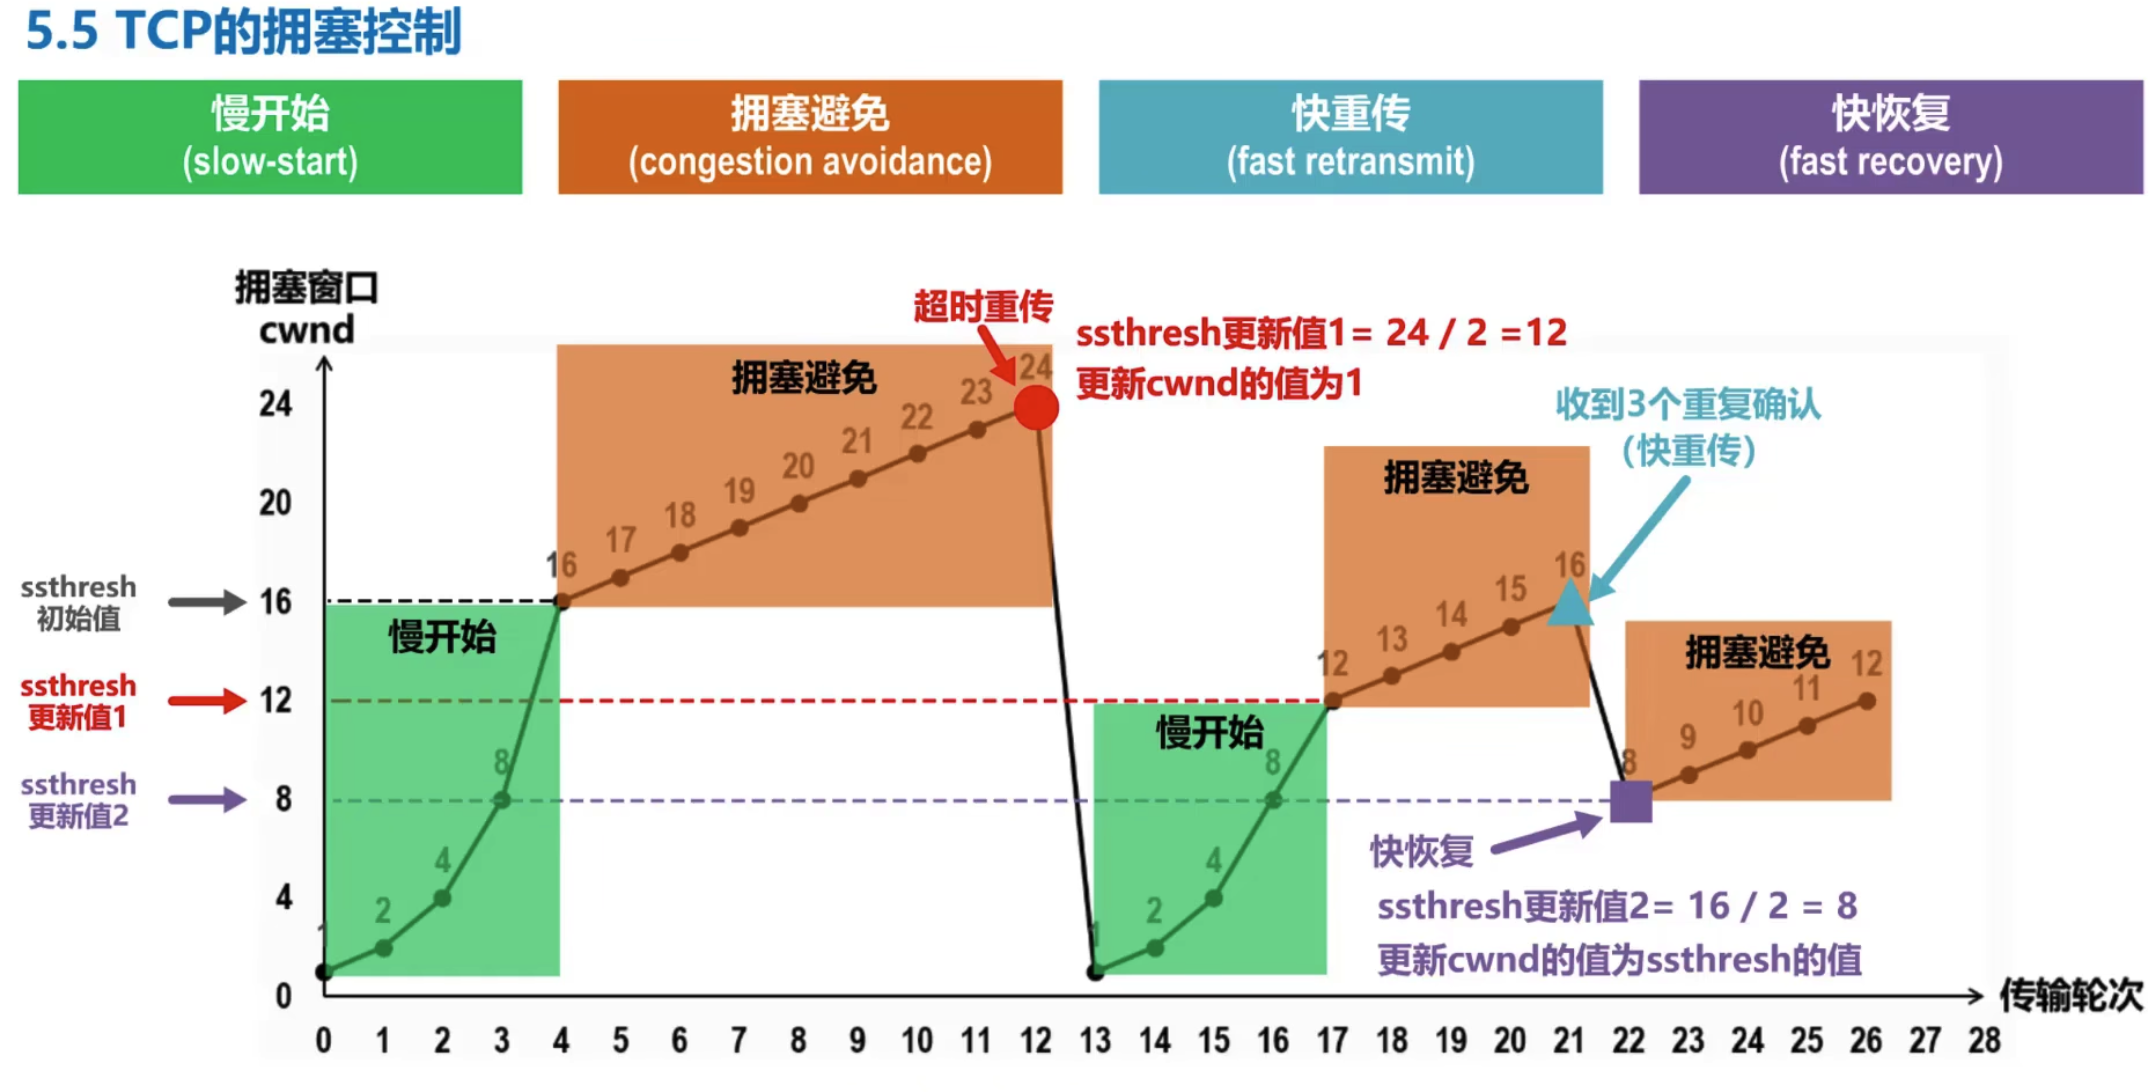 5.5 TCP的拥塞控制
慢开始
(slow-start)
拥塞避免
(congestion avoidance)
快重传
(fast retransmit)
快恢复
(fast recovery)
拥塞窗口
cwnd
超时重传
ssthresh更新值1= 24 / 2 =12
更新cwnd的值为1
收到3个重复确认
(快重传)
拥塞避免
拥塞避免
拥塞避免
慢开始
慢开始
24
20
16
12
8
4
0
ssthresh
初始值
ssthresh
更新值1
ssthresh
更新值2
1
2
4
8
16
17
18
19
20
21
22
23
24
1
2
4
8
12
13
14
15
16
8
9
10
11
12
快恢复
ssthresh更新值2= 16 / 2 = 8
更新cwnd的值为ssthresh的值
传输轮次
0 1 2 3 4 5 6 7 8 9 10 11 12 13 14 15 16 17 18 19 20 21 22 23 24 25 26 27 28